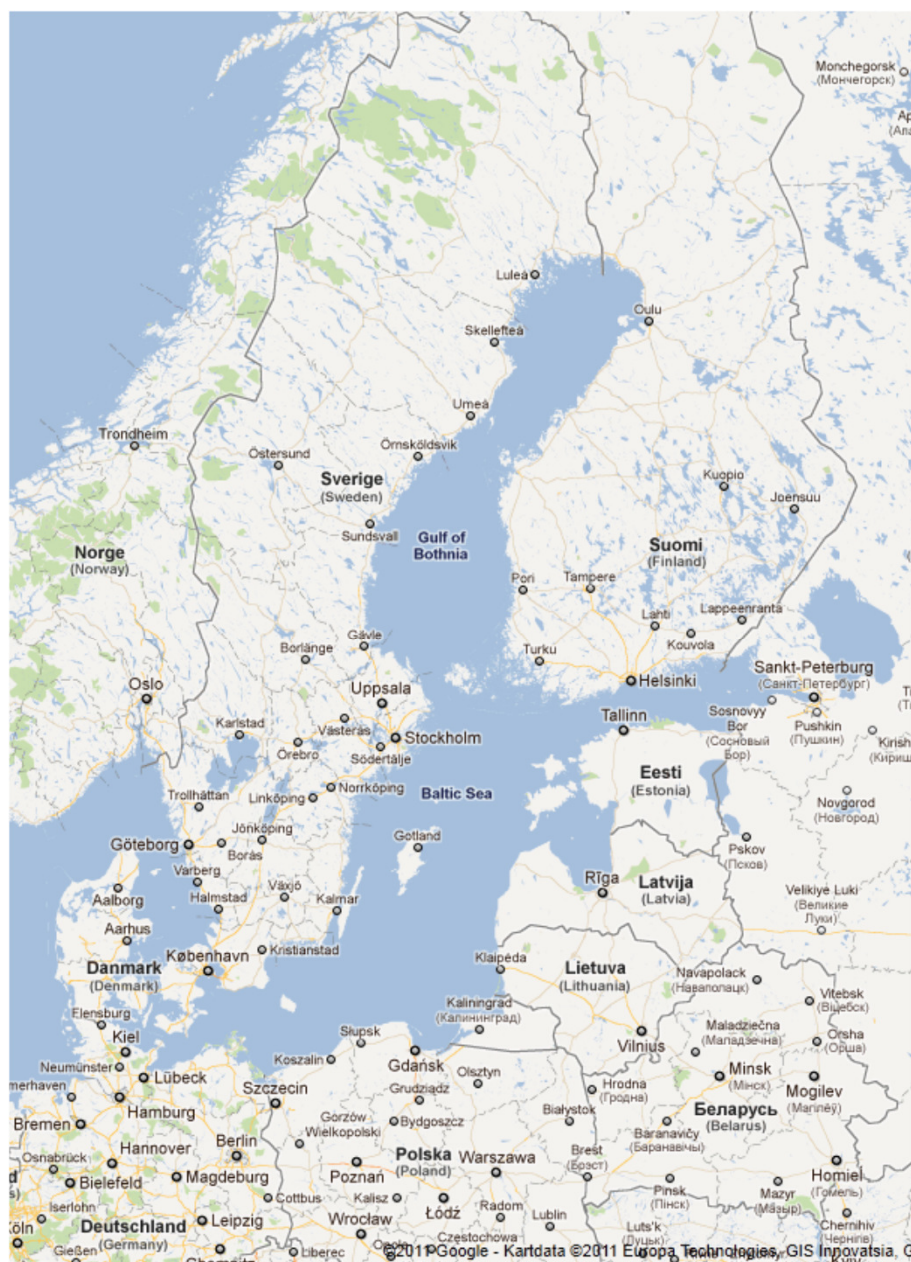 Monchegorsk
(Мончегорск)
Luleå
Oulu
Skellefteå
Umeå
Trondheim
Örnsköldsvik
Östersund
Sverige
(Sweden)
Kuopio
Joensuu
Sundsvall
Gulf of
Bothnia
Norge
(Norway)
Suomi
(Finland)
Pori
Tampere
Lahti
Lappeenranta
Kouvola
Gävle
Borlänge
Turku
Helsinki
Sankt-Peterburg
(Санкт-Петербург)
Oslo
Uppsala
Karlstad
Västerås
Stockholm
Tallinn
Sosnovyy
Bor
(Сосновый
Бор)
Pushkin
(Пушкин)
Kirish
(Кириш
Örebro
Södertälje
Eesti
(Estonia)
Trollhättan
Linköping
Norrköping
Baltic Sea
Novgorod
(Новгород)
Göteborg
Borås
Jönköping
Gotland
Pskov
(Псков)
Varberg
Aalborg
Halmstad
Växjö
Kalmar
Rīga
Latvija
(Latvia)
Velikiye Luki
(Великие
Луки)
Aarhus
København
Kristianstad
Danmark
(Denmark)
Klaipėda
Lietuva
(Lithuania)
Navapolack
(Наваполацк)
Vitebsk
(Віцебск)
Flensburg
Kaliningrad
(Калининград)
Kiel
Słupsk
Vilnius
Maladziečna
(Маладзечна)
Orsha
(Орша)
Neumünster
Koszalin
Gdańsk
Olsztyn
Minsk
(Мінск)
merhaven
Lübeck
Szczecin
Grudziądz
Hrodna
(Гродна)
Mogilev
(Магілёў)
Hamburg
Bremen
Gorzów
Wielkopolski
Bydgoszcz
Białystok
Беларусь
(Belarus)
Baranavičy
(Баранавічы)
Hannover
Berlin
Osnabrück
Bielefeld
Magdeburg
Poznań
Polska
(Poland)
Warszawa
Brest
(Брэст)
Homiel
(Гомель)
Pinsk
(Пінск)
Mazyr
(Мазыр)
Iserlohn
Cottbus
Kalisz
Łódź
Radom
Lublin
Köln
Deutschland
(Germany)
Leipzig
Wrocław
Częstochowa
Luts'k
(Луцьк)
Chernihiv
(Чернігів)
Gießen
Liberec
©2011 Google - Kartdata ©2011 Europa Technologies, GIS Innovatsia, G